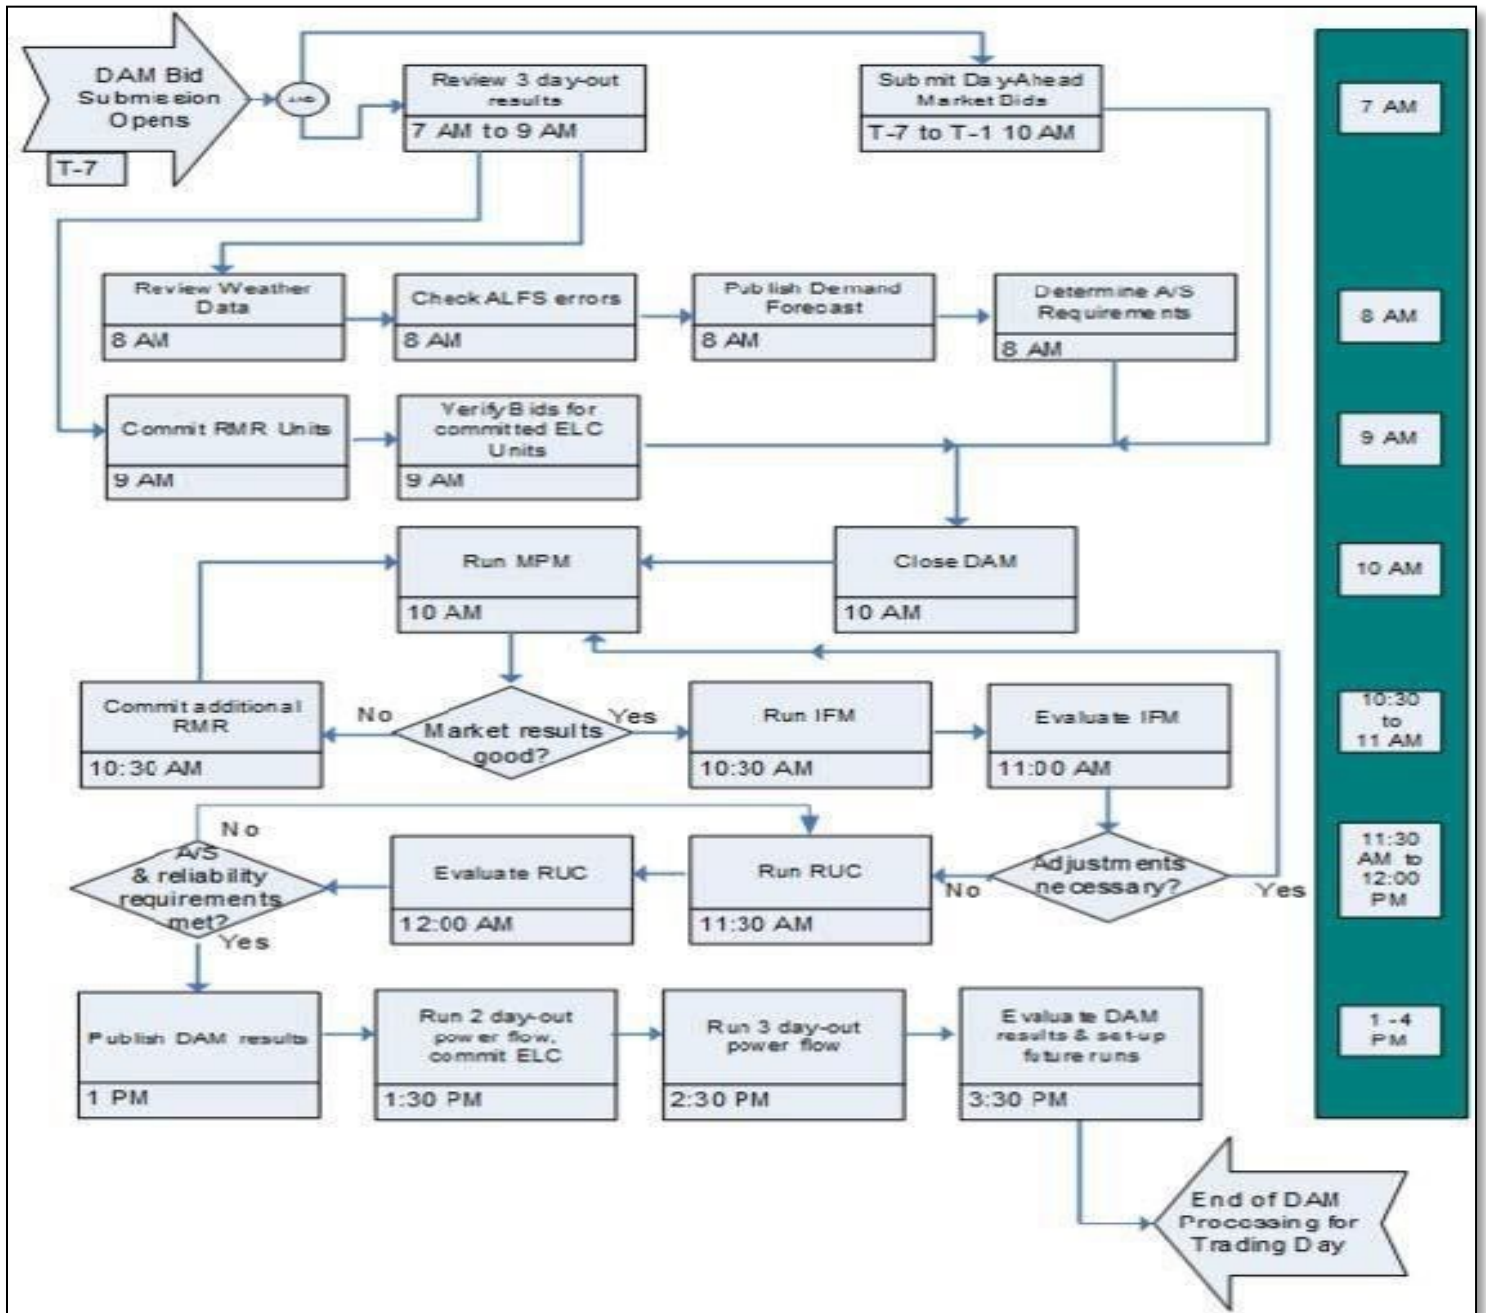 DAM Bid
Submission
Opens
T-7
AND
Review 3 day-out
results
7 AM to 9 AM
Submit Day-Ahead
Market Bids
T-7 to T-1 10 AM
7 AM
Review Weather
Data
8 AM
Check ALFS errors
8 AM
Publish Demand
Forecast
8 AM
Determine A/S
Requirements
8 AM
8 AM
Commit RMR Units
9 AM
Verify Bids for
committed ELC
Units
9 AM
9 AM
Run MPM
10 AM
Close DAM
10 AM
10 AM
Commit additional
RMR
10:30 AM
No
Market results
good?
Yes
Run IFM
10:30 AM
Evaluate IFM
11:00 AM
10:30
to
11 AM
No
A/S
& reliability
requirements
met?
Yes
Evaluate RUC
12:00 AM
Run RUC
11:30 AM
No
Adjustments
necessary?
Yes
11:30
AM to
12:00
PM
Publish DAM results
1 PM
Run 2 day-out
power flow,
commit ELC
1:30 PM
Run 3 day-out
power flow
2:30 PM
Evaluate DAM
results & set-up
future runs
3:30 PM
1 - 4
PM
End of DAM
Processing for
Trading Day